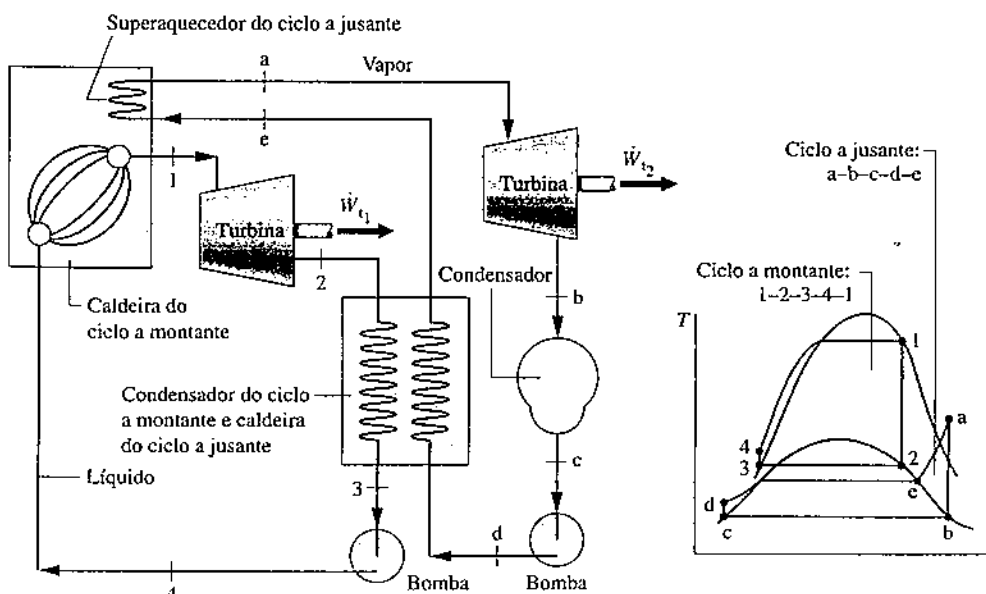 Superaquecedor do ciclo a jusante
a
Vapor
e
1
Turbina
Ẇt1
2
Turbina
Ẇt2
Caldeira do
ciclo a montante
Condensador
b
Condensador do ciclo
a montante e caldeira
do ciclo a jusante
Líquido
3
c
d
4
Bomba
Bomba
Ciclo a jusante:
a–b–c–d–e
Ciclo a montante:
1–2–3–4–1
T
1
a
4
3
2
e
d
c
b